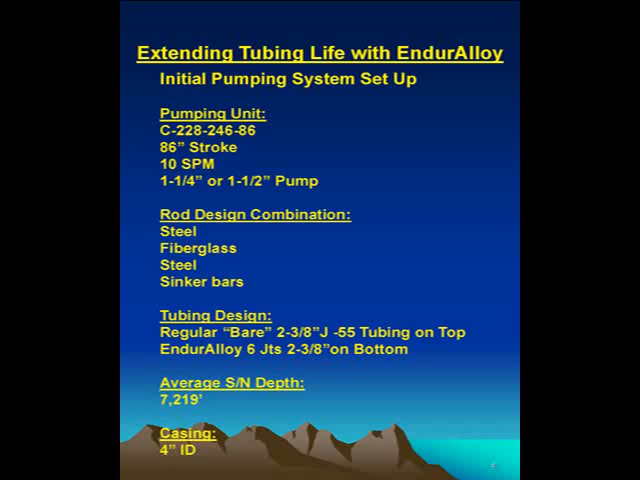 Extending Tubing Life with EndurAlloy
Initial Pumping System Set Up
Pumping Unit:
C-228-246-86
86” Stroke
10 SPM
1-1/4” or 1-1/2” Pump
Rod Design Combination:
Steel
Fiberglass
Steel
Sinker bars
Tubing Design:
Regular “Bare” 2-3/8”J -55 Tubing on Top
EndurAlloy 6 Jts 2-3/8”on Bottom
Average S/N Depth:
7,219’
Casing:
4” ID